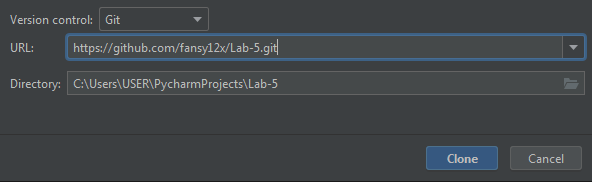 Version control: Git
URL: https://github.com/fansy12x/Lab-5.git
Directory: C:\Users\USER\PycharmProjects\Lab-5
Clone Cancel